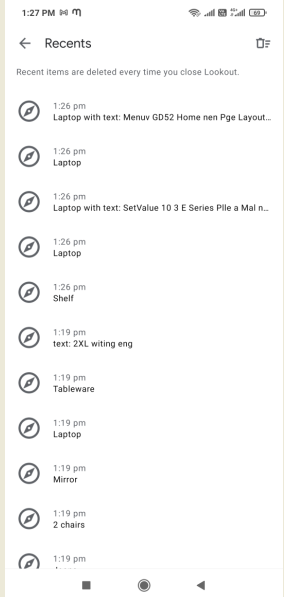 1:27 PM
4G+
69
Recents
Recent items are deleted every time you close Lookout.
1:26 pm
Laptop with text: Menuv GD52 Home nen Pge Layout...
1:26 pm
Laptop
1:26 pm
Laptop with text: SetValue 10 3 E Series Plle a Mal n...
1:26 pm
Laptop
1:26 pm
Shelf
1:19 pm
text: 2XL witing eng
1:19 pm
Tableware
1:19 pm
Laptop
1:19 pm
Mirror
1:19 pm
2 chairs
1:19 pm